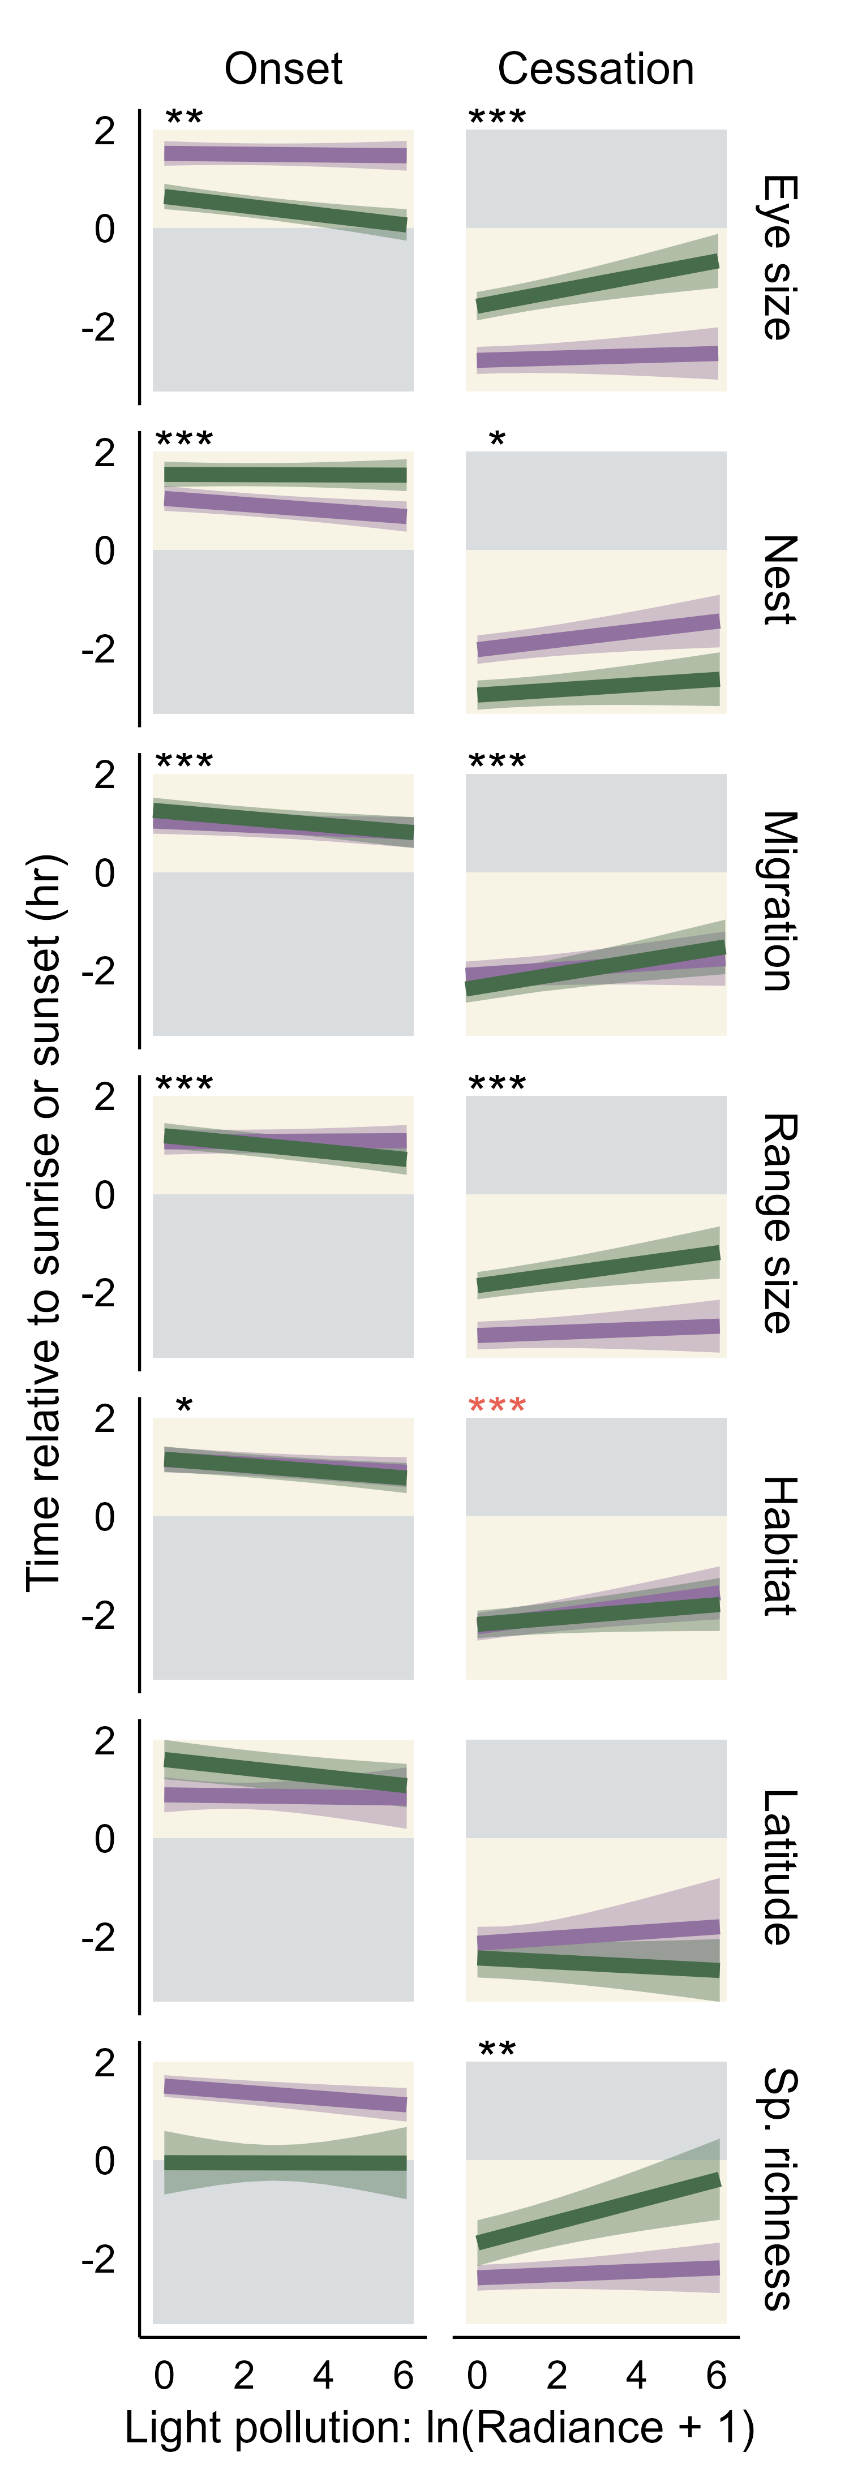 Onset Cessation
** ***
2
0
-2
Eye size
*** *
2
0
-2
Nest
*** ***
2
0
-2
Migration
*** ***
2
0
-2
Range size
* ***
2
0
-2
Habitat
2
0
-2
Latitude
**
2
0
-2
Sp. richness
Time relative to sunrise or sunset (hr)
0 2 4 6 0 2 4 6
Light pollution: ln(Radiance + 1)